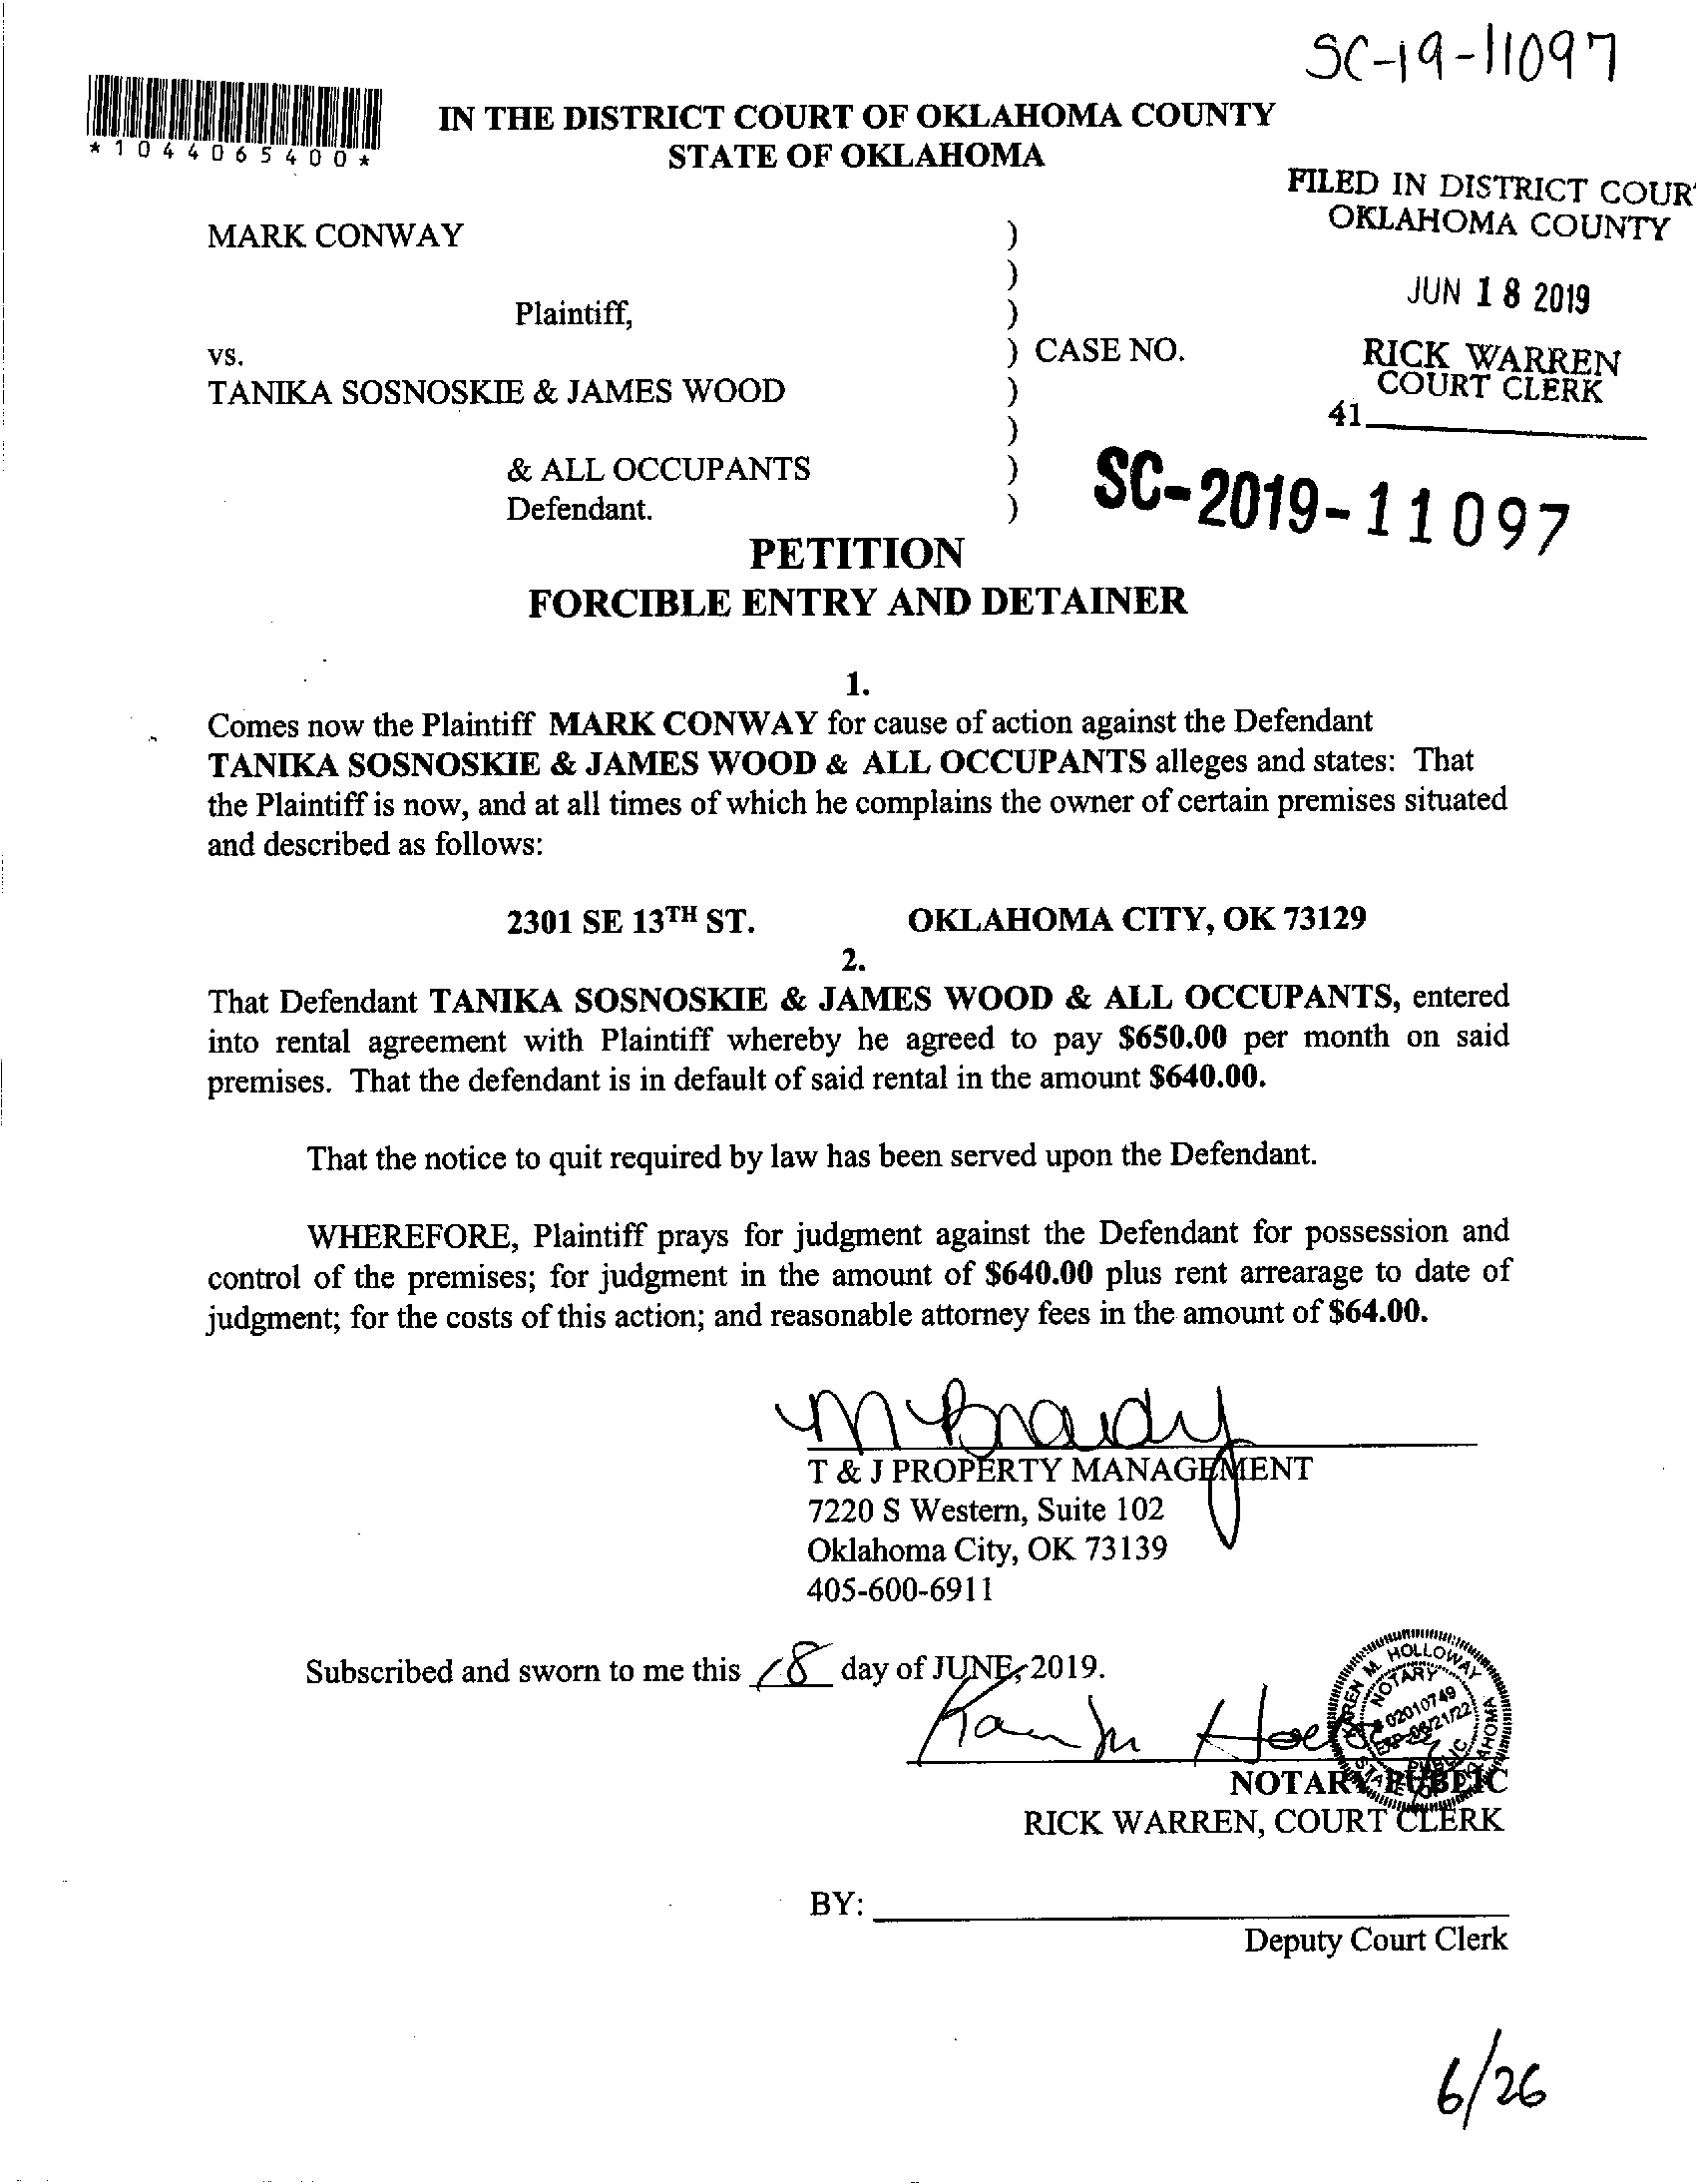 SC-19-11097
*1044065400*
IN THE DISTRICT COURT OF OKLAHOMA COUNTY
STATE OF OKLAHOMA
FILED IN DISTRICT COUR
OKLAHOMA COUNTY
JUN 18 2019
RICK WARREN
COURT CLERK
41
MARK CONWAY )
)
Plaintiff, )
vs. ) CASE NO.
TANIKA SOSNOSKIE & JAMES WOOD )
)
& ALL OCCUPANTS )
Defendant. )
SC-2019-11097
PETITION
FORCIBLE ENTRY AND DETAINER
1.
Comes now the Plaintiff MARK CONWAY for cause of action against the Defendant
TANIKA SOSNOSKIE & JAMES WOOD & ALL OCCUPANTS alleges and states: That
the Plaintiff is now, and at all times of which he complains the owner of certain premises situated
and described as follows:
2301 SE 13TH ST. OKLAHOMA CITY, OK 73129
2.
That Defendant TANIKA SOSNOSKIE & JAMES WOOD & ALL OCCUPANTS, entered
into rental agreement with Plaintiff whereby he agreed to pay $650.00 per month on said
premises. That the defendant is in default of said rental in the amount $640.00.
That the notice to quit required by law has been served upon the Defendant.
WHEREFORE, Plaintiff prays for judgment against the Defendant for possession and
control of the premises; for judgment in the amount of $640.00 plus rent arrearage to date of
judgment; for the costs of this action; and reasonable attorney fees in the amount of $64.00.
M Braudy
T & J PROPERTY MANAGEMENT
7220 S Western, Suite 102
Oklahoma City, OK 73139
405-600-6911
Subscribed and sworn to me this 18 day of JUNE, 2019.
KAREN M. HOLLOWAY
NOTARY
# 02010749
EXP. 06/21/22
PUBLIC
STATE OF OKLAHOMA
NOTARY PUBLIC
RICK WARREN, COURT CLERK
BY:
Deputy Court Clerk
6/26